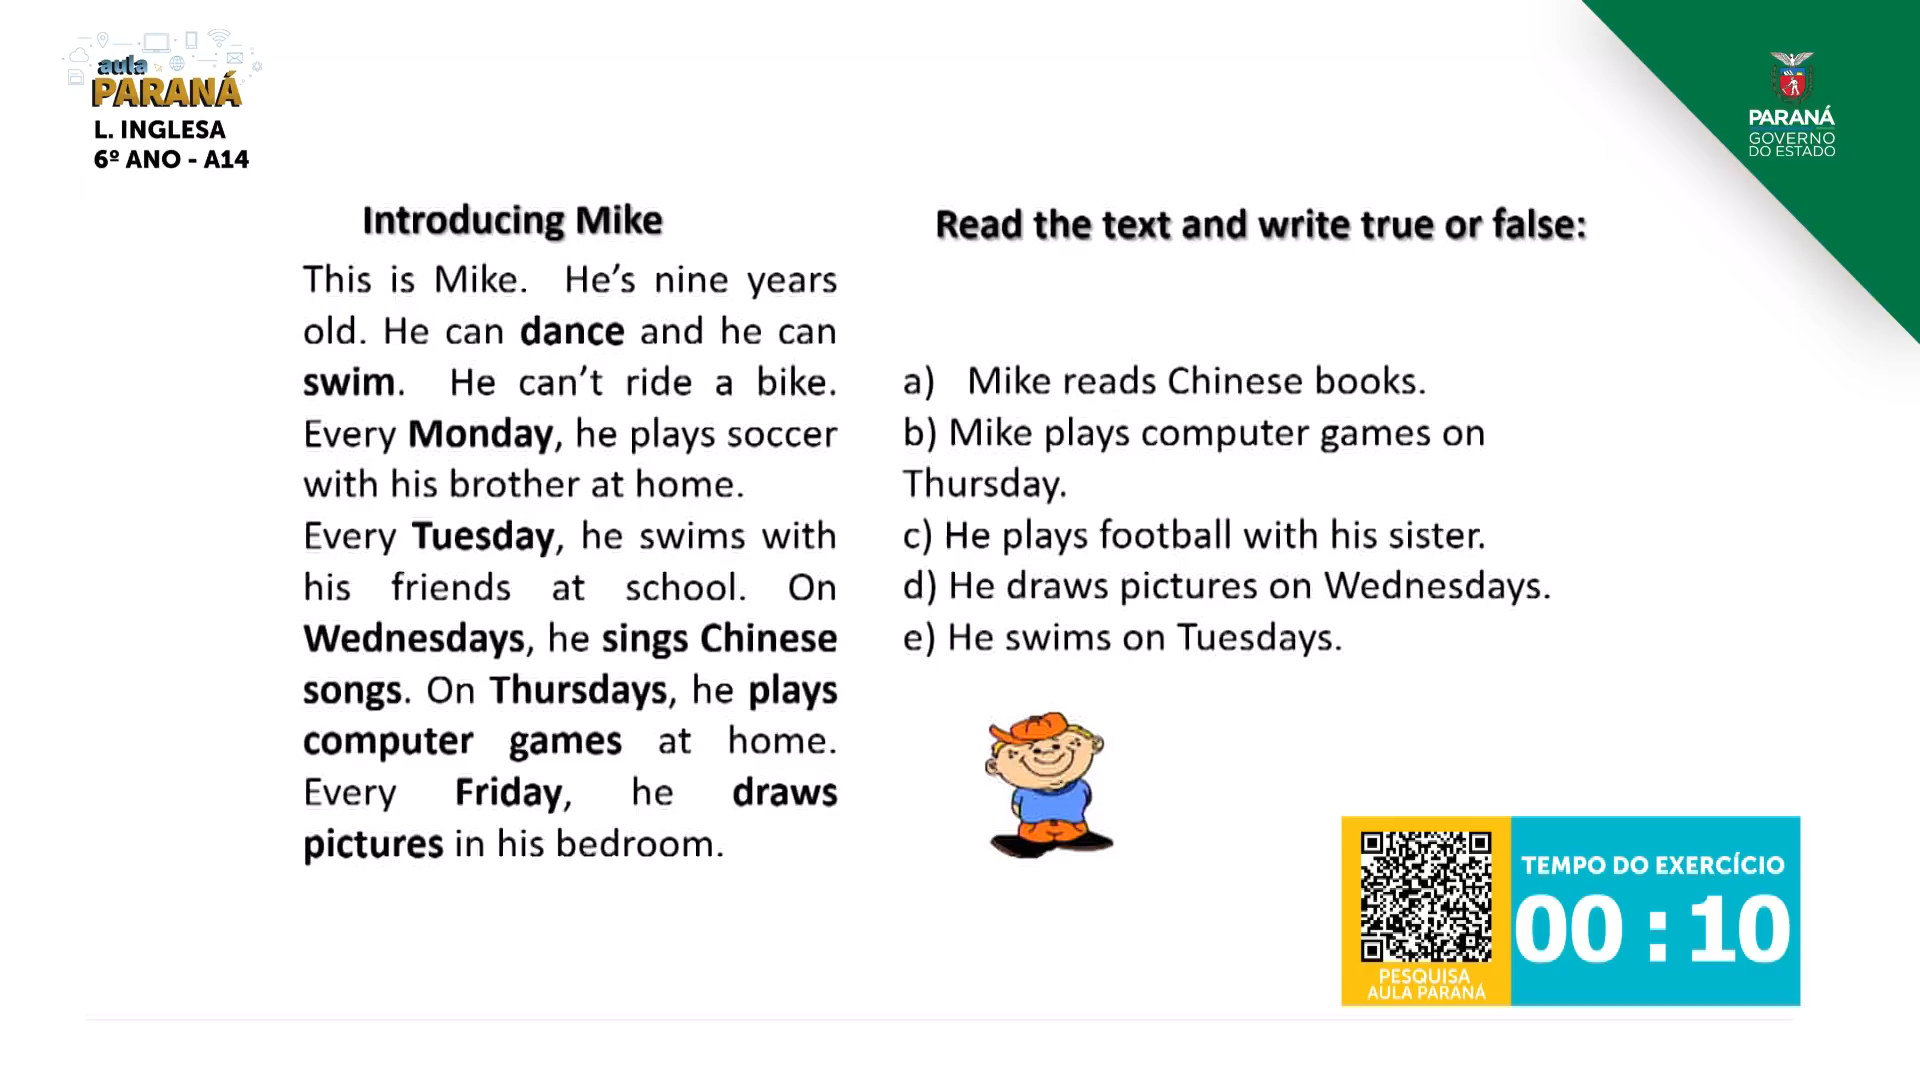 aula
PARANÁ
L. INGLESA
6º ANO - A14
PARANÁ
GOVERNO
DO ESTADO
Introducing Mike
This is Mike. He’s nine years
old. He can dance and he can
swim. He can’t ride a bike.
Every Monday, he plays soccer
with his brother at home.
Every Tuesday, he swims with
his friends at school. On
Wednesdays, he sings Chinese
songs. On Thursdays, he plays
computer games at home.
Every Friday, he draws
pictures in his bedroom.
Read the text and write true or false:
a) Mike reads Chinese books.
b) Mike plays computer games on
Thursday.
c) He plays football with his sister.
d) He draws pictures on Wednesdays.
e) He swims on Tuesdays.
PESQUISA
AULA PARANÁ
TEMPO DO EXERCÍCIO
00 : 10